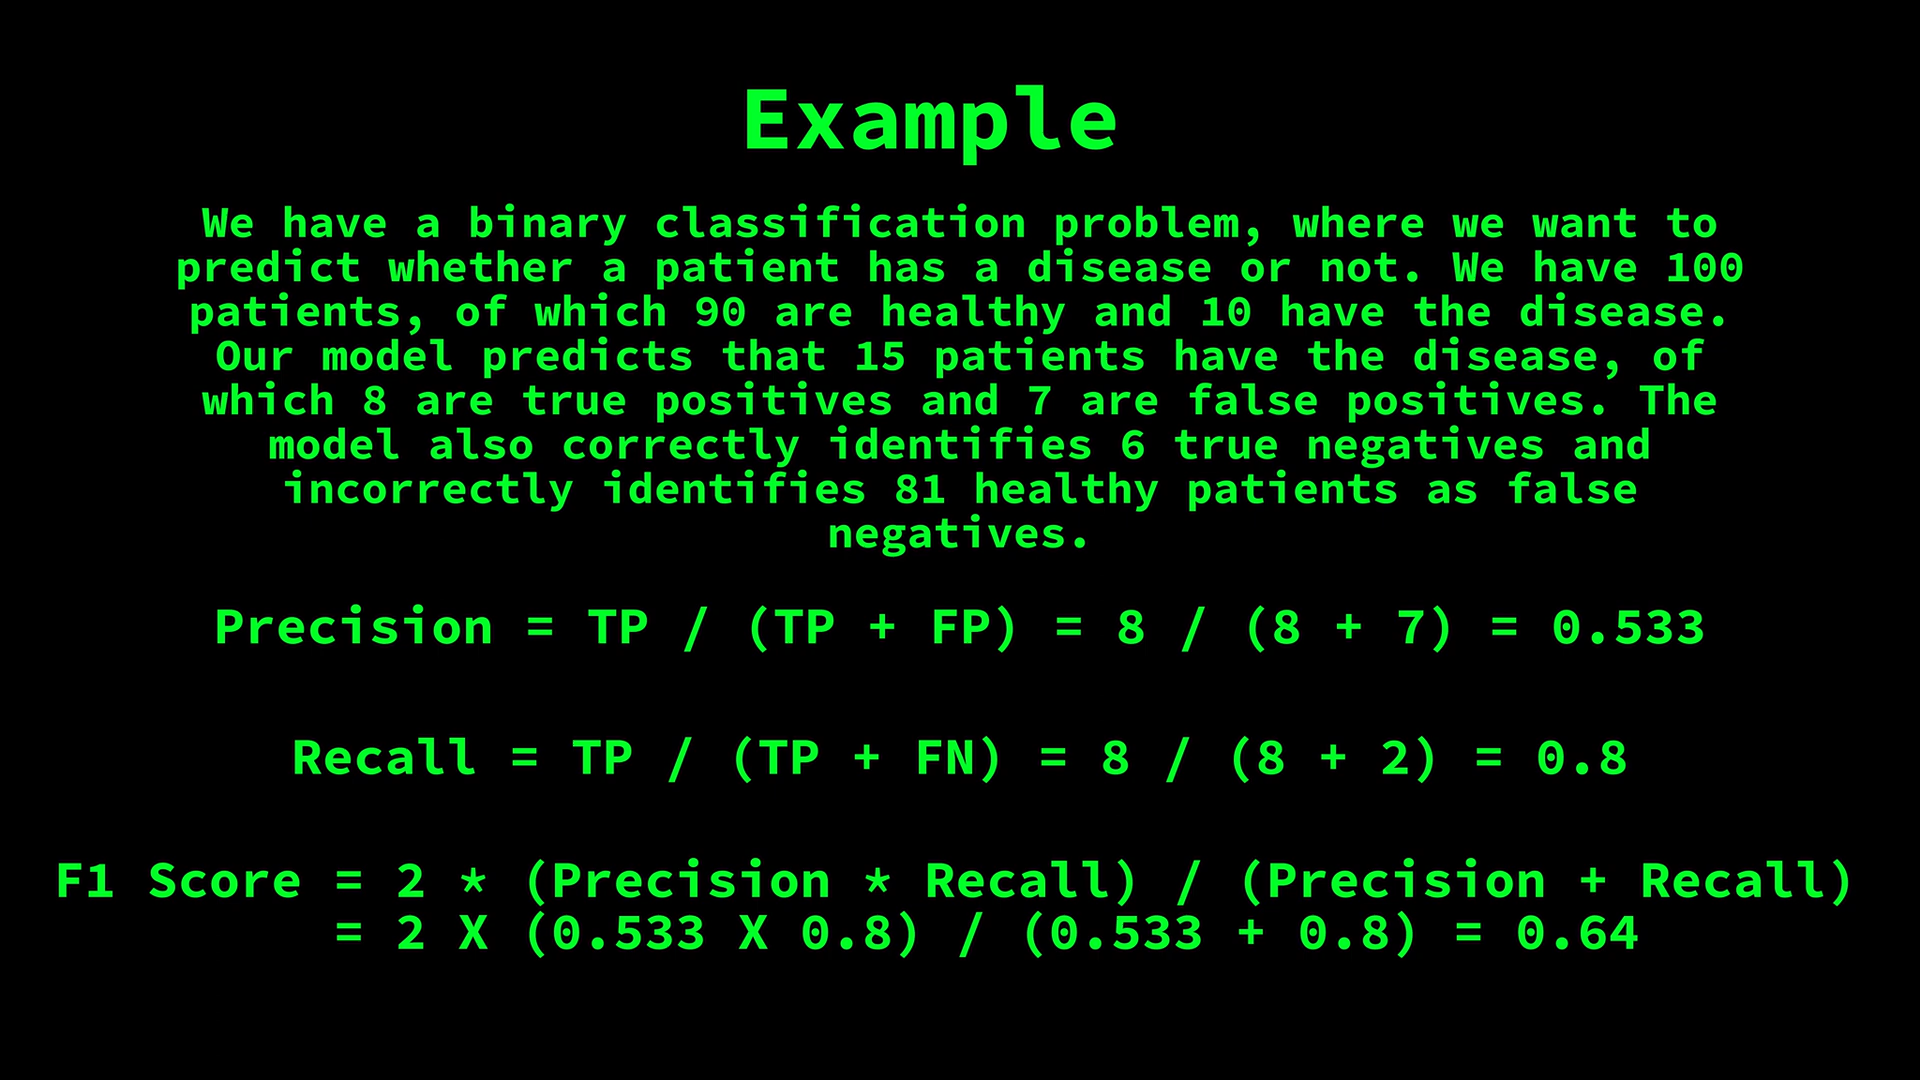 Example
We have a binary classification problem, where we want to
predict whether a patient has a disease or not. We have 100
patients, of which 90 are healthy and 10 have the disease.
Our model predicts that 15 patients have the disease, of
which 8 are true positives and 7 are false positives. The
model also correctly identifies 6 true negatives and
incorrectly identifies 81 healthy patients as false
negatives.
Precision = TP / (TP + FP) = 8 / (8 + 7) = 0.533
Recall = TP / (TP + FN) = 8 / (8 + 2) = 0.8
F1 Score = 2 * (Precision * Recall) / (Precision + Recall)
= 2 X (0.533 X 0.8) / (0.533 + 0.8) = 0.64